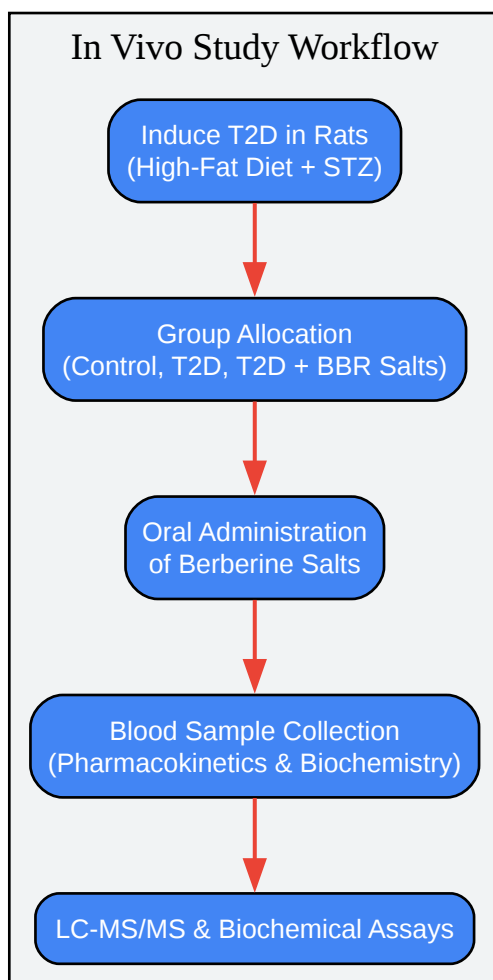 In Vivo Study Workflow
Induce T2D in Rats
(High-Fat Diet + STZ)
Group Allocation
(Control, T2D, T2D + BBR Salts)
Oral Administration
of Berberine Salts
Blood Sample Collection
(Pharmacokinetics & Biochemistry)
LC-MS/MS & Biochemical Assays